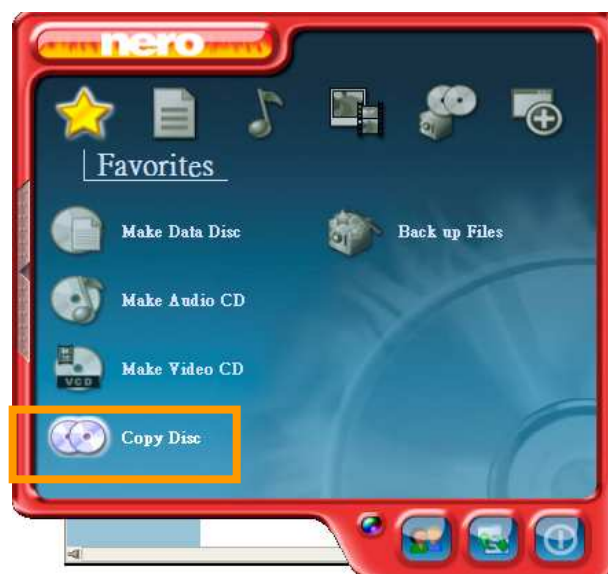 nero
Favorites
Make Data Disc
Back up Files
Make Audio CD
VCD
Make Video CD
Copy Disc